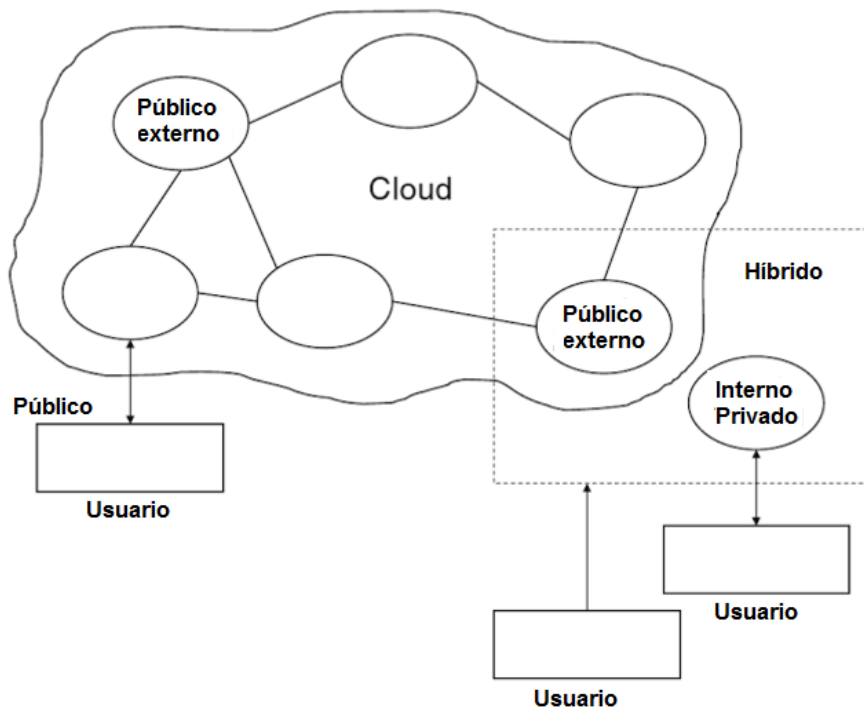 Público
externo
Cloud
Híbrido
Público
externo
Interno
Privado
Público
Usuario
Usuario
Usuario